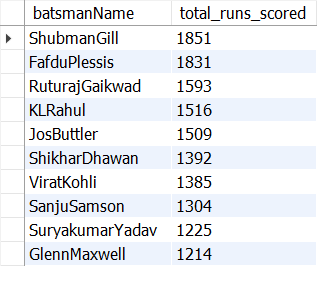 batsmanName total_runs_scored
ShubmanGill 1851
FafduPlessis 1831
RuturajGaikwad 1593
KLRahul 1516
JosButtler 1509
ShikharDhawan 1392
ViratKohli 1385
SanjuSamson 1304
SuryakumarYadav 1225
GlennMaxwell 1214